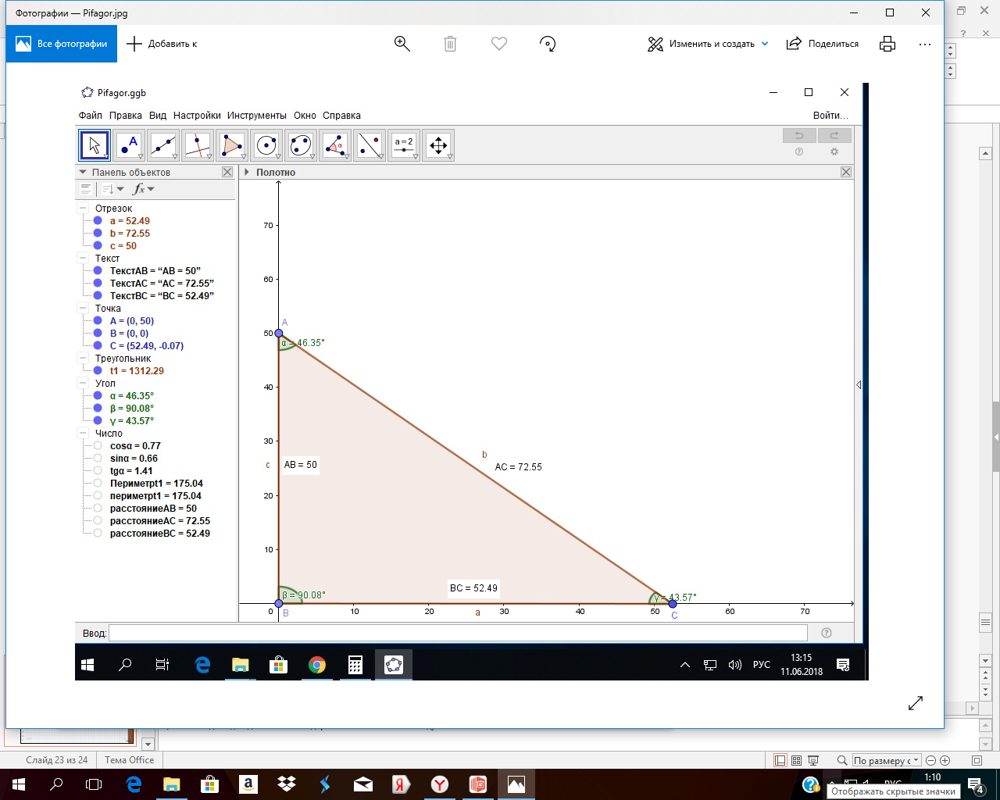 Фотографии — Pifagor.jpg
Все фотографии
Добавить к
Изменить и создать
Поделиться
Pifagor.ggb
Файл Правка Вид Настройки Инструменты Окно Справка
Войти...
A
α
a = 2
Панель объектов
Полотно
fx
Отрезок
a = 52.49
b = 72.55
c = 50
Текст
ТекстAB = “AB = 50”
ТекстAC = “AC = 72.55”
ТекстBC = “BC = 52.49”
Точка
A = (0, 50)
B = (0, 0)
C = (52.49, -0.07)
Треугольник
t1 = 1312.29
Угол
α = 46.35°
β = 90.08°
γ = 43.57°
Число
cosα = 0.77
sinα = 0.66
tgα = 1.41
Периметрt1 = 175.04
периметрt1 = 175.04
расстояниеAB = 50
расстояниеAC = 72.55
расстояниеBC = 52.49
70
60
A
50
α = 46.35°
40
30
b
c
AB = 50
AC = 72.55
20
10
BC = 52.49
β = 90.08°
γ = 43.57°
0
B
10
20
30
40
50
60
70
a
C
Ввод:
РУС
13:15
11.06.2018
Слайд 23 из 24
Тема Office
По размеру с
РУС
1:10
4
Отображать скрытые значки